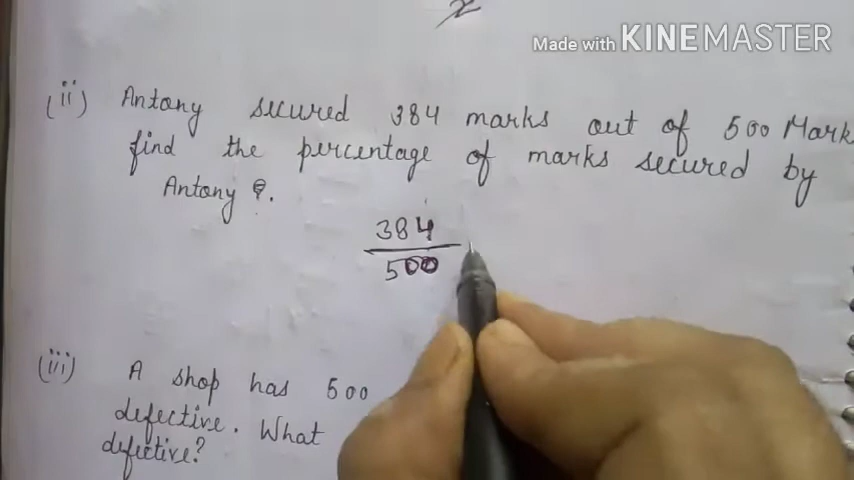 Made with KINEMASTER
(ii) Antony secured 384 marks out of 500 Mark
find the percentage of marks secured by
Antony ?.
384
500
(iii) A shop has 500
defective. What
defective?